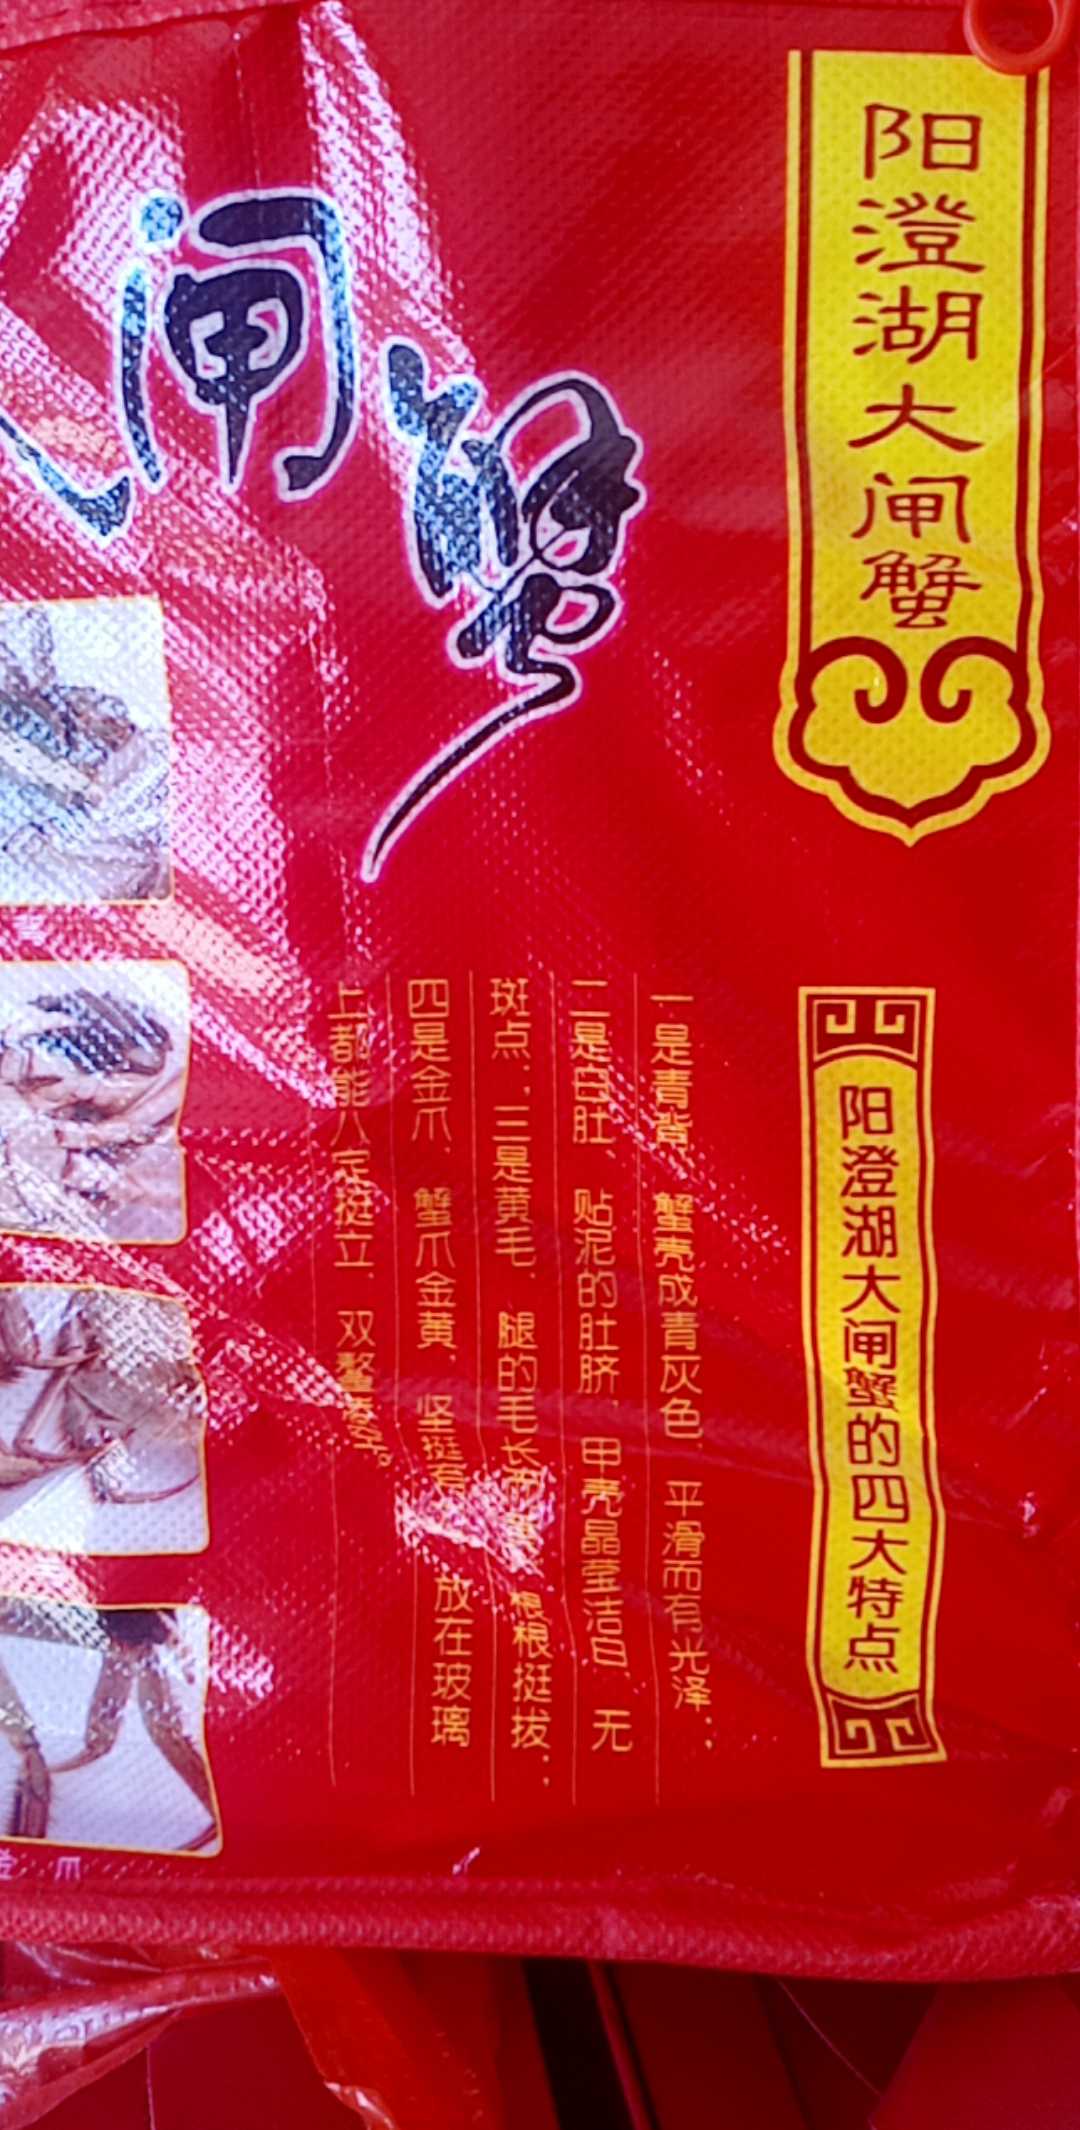 阳澄湖大闸蟹
闸蟹
阳澄湖大闸蟹的四大特点
一是青背、蟹壳成青灰色、平滑而有光泽；
二是白肚、贴泥的肚脐、甲壳晶莹洁白、无
斑点；三是黄毛、腿的毛长而黄、根根挺拔；
四是金爪、蟹爪金黄、坚挺有 放在玻璃
上都能八足挺立、双螯
金 爪